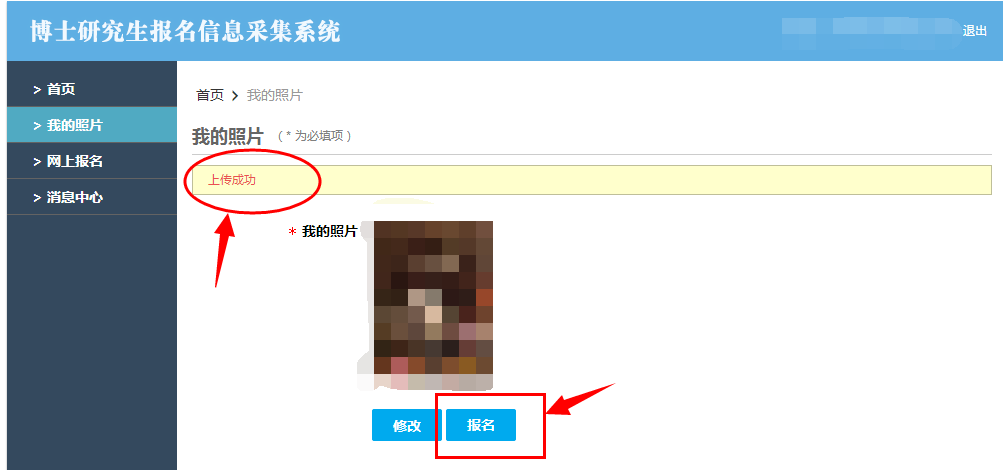 博士研究生报名信息采集系统
退出
> 首页
> 我的照片
> 网上报名
> 消息中心
首页 > 我的照片
我的照片 (* 为必填项)
上传成功
* 我的照片
修改 报名